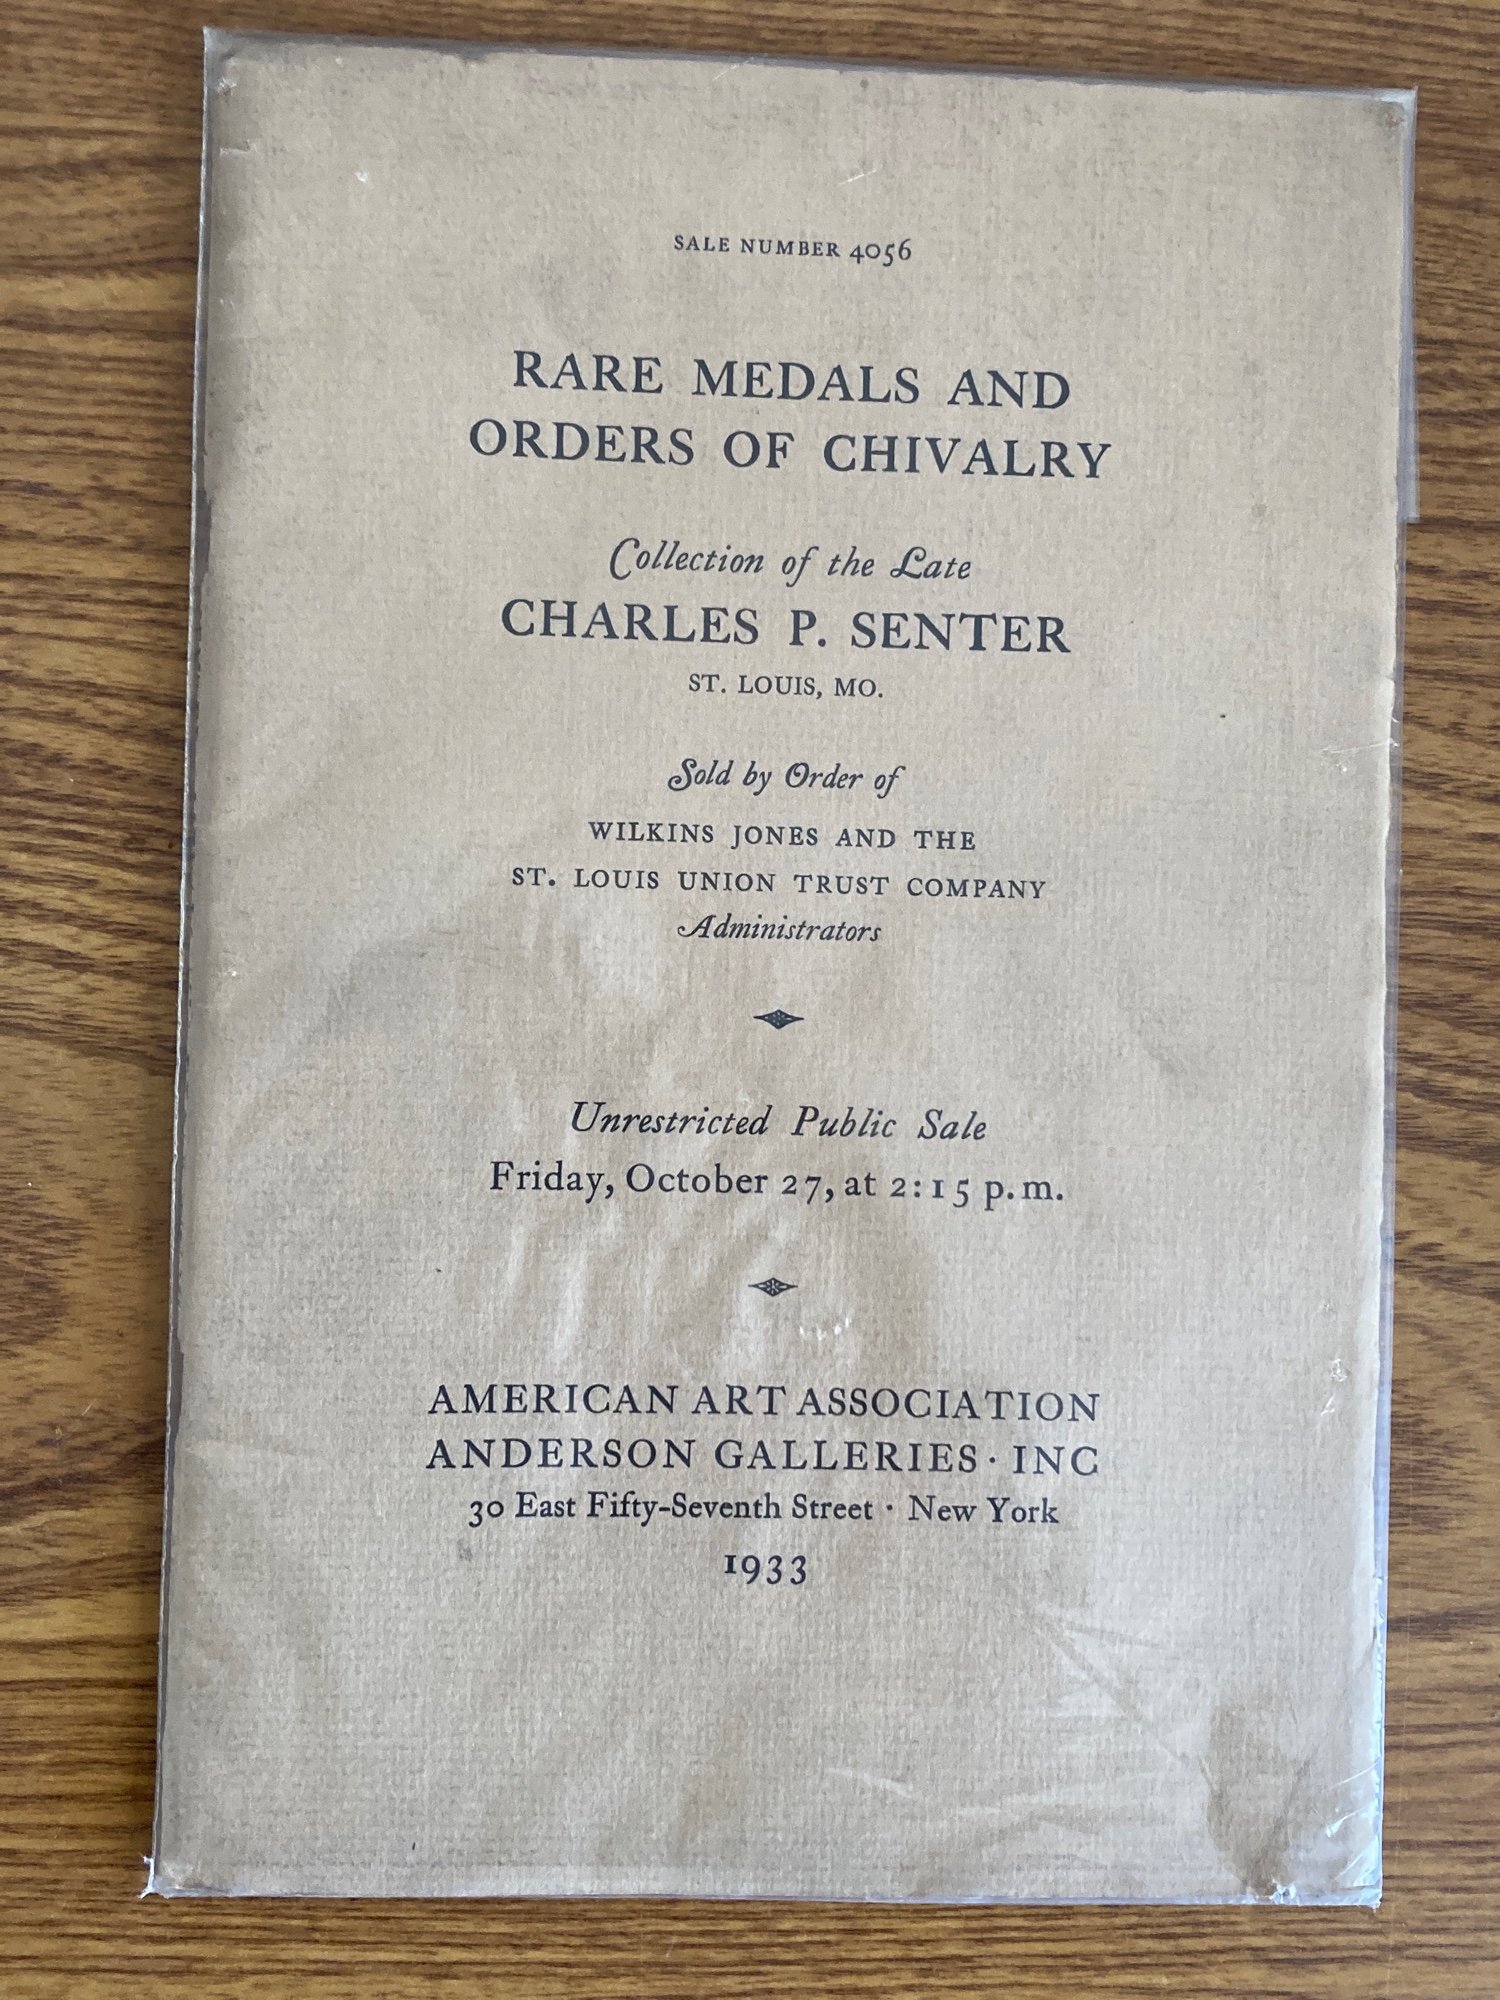 SALE NUMBER 4056
RARE MEDALS AND
ORDERS OF CHIVALRY
Collection of the Late
CHARLES P. SENTER
ST. LOUIS, MO.
Sold by Order of
WILKINS JONES AND THE
ST. LOUIS UNION TRUST COMPANY
Administrators
Unrestricted Public Sale
Friday, October 27, at 2:15 p.m.
AMERICAN ART ASSOCIATION
ANDERSON GALLERIES · INC
30 East Fifty-Seventh Street · New York
1933